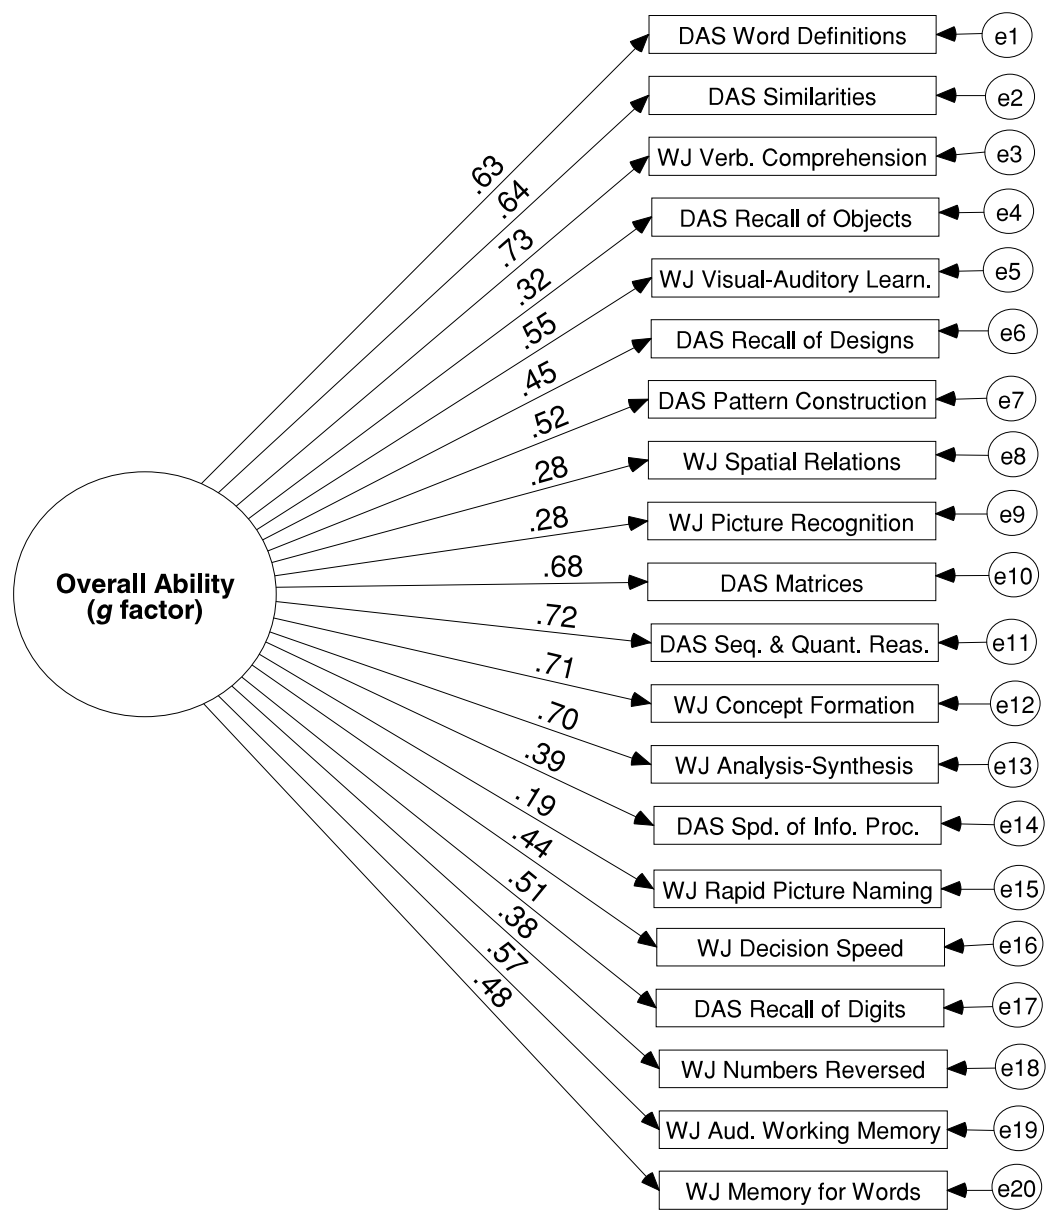 DAS Word Definitions
e1
DAS Similarities
e2
WJ Verb. Comprehension
e3
DAS Recall of Objects
e4
WJ Visual-Auditory Learn.
e5
DAS Recall of Designs
e6
DAS Pattern Construction
e7
WJ Spatial Relations
e8
WJ Picture Recognition
e9
DAS Matrices
e10
DAS Seq. & Quant. Reas.
e11
WJ Concept Formation
e12
WJ Analysis-Synthesis
e13
DAS Spd. of Info. Proc.
e14
WJ Rapid Picture Naming
e15
WJ Decision Speed
e16
DAS Recall of Digits
e17
WJ Numbers Reversed
e18
WJ Aud. Working Memory
e19
WJ Memory for Words
e20
.63
.64
.73
.32
.55
.45
.52
.28
.28
.68
.72
.71
.70
.39
.19
.44
.51
.38
.57
.48
Overall Ability
(g factor)